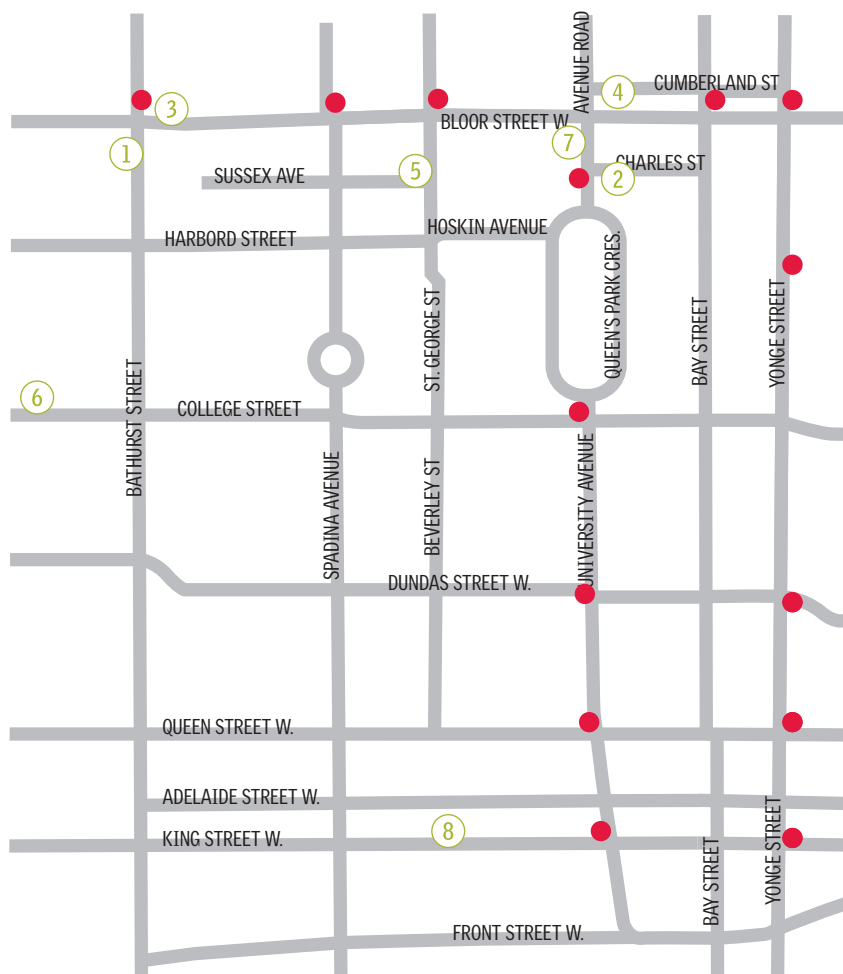 AVENUE ROAD
CUMBERLAND ST
4
3
BLOOR STREET W.
7
1
CHARLES ST
5
2
SUSSEX AVE
HOSKIN AVENUE
HARBORD STREET
QUEEN'S PARK CRES.
ST. GEORGE ST
BAY STREET
YONGE STREET
6
COLLEGE STREET
BATHURST STREET
SPADINA AVENUE
BEVERLEY ST
UNIVERSITY AVENUE
DUNDAS STREET W.
QUEEN STREET W.
ADELAIDE STREET W.
8
KING STREET W.
BAY STREET
YONGE STREET
FRONT STREET W.